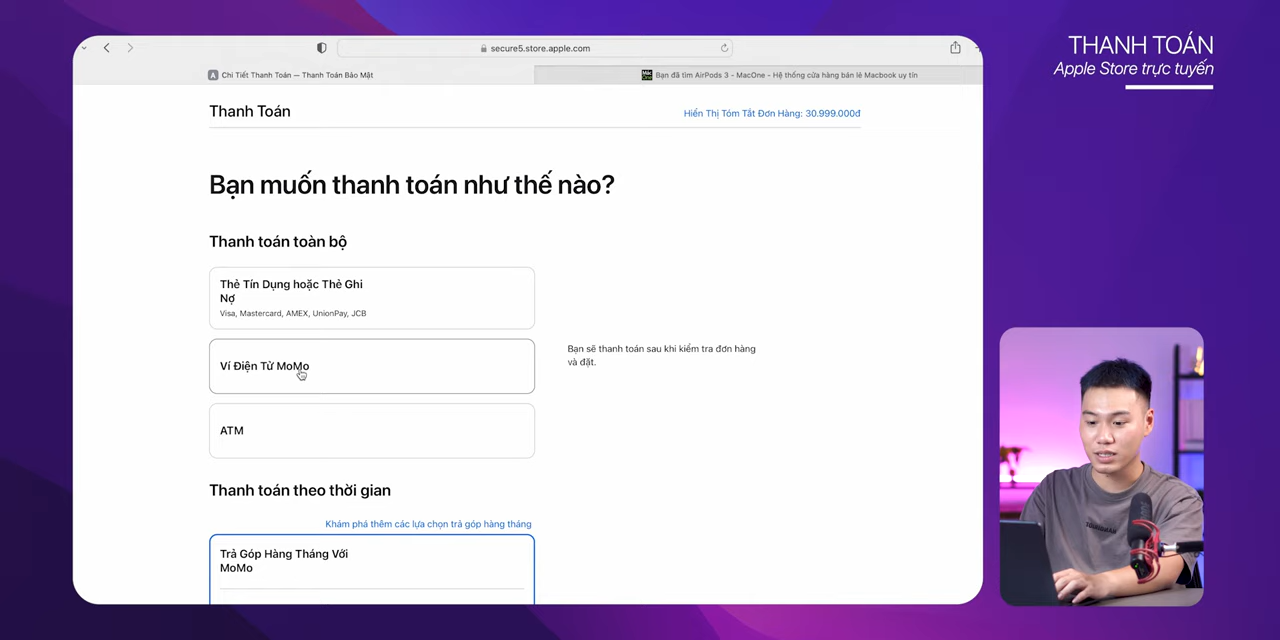 THANH TOÁN
Apple Store trực tuyến
secure5.store.apple.com
Chi Tiết Thanh Toán — Thanh Toán Bảo Mật
Bạn đã tìm AirPods 3 - MacOne - Hệ thống cửa hàng bán lẻ Macbook uy tín
Thanh Toán
Hiển Thị Tóm Tắt Đơn Hàng: 30.999.000đ
Bạn muốn thanh toán như thế nào?
Thanh toán toàn bộ
Thẻ Tín Dụng hoặc Thẻ Ghi
Nợ
Visa, Mastercard, AMEX, UnionPay, JCB
Ví Điện Tử MoMo
Bạn sẽ thanh toán sau khi kiểm tra đơn hàng
và đặt.
ATM
Thanh toán theo thời gian
Khám phá thêm các lựa chọn trả góp hàng tháng
Trả Góp Hàng Tháng Với
MoMo